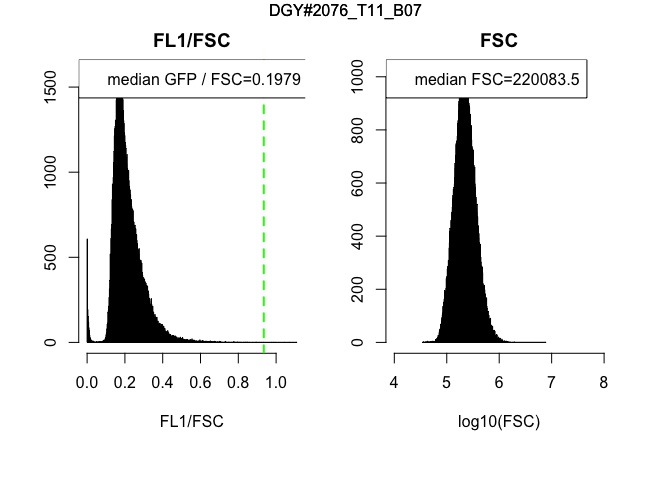 DGY#2076_T11_B07
FL1/FSC
median GFP / FSC=0.1979
1500
1000
500
0
0.0 0.2 0.4 0.6 0.8 1.0
FL1/FSC
FSC
median FSC=220083.5
1000
800
600
400
200
0
4 5 6 7 8
log10(FSC)